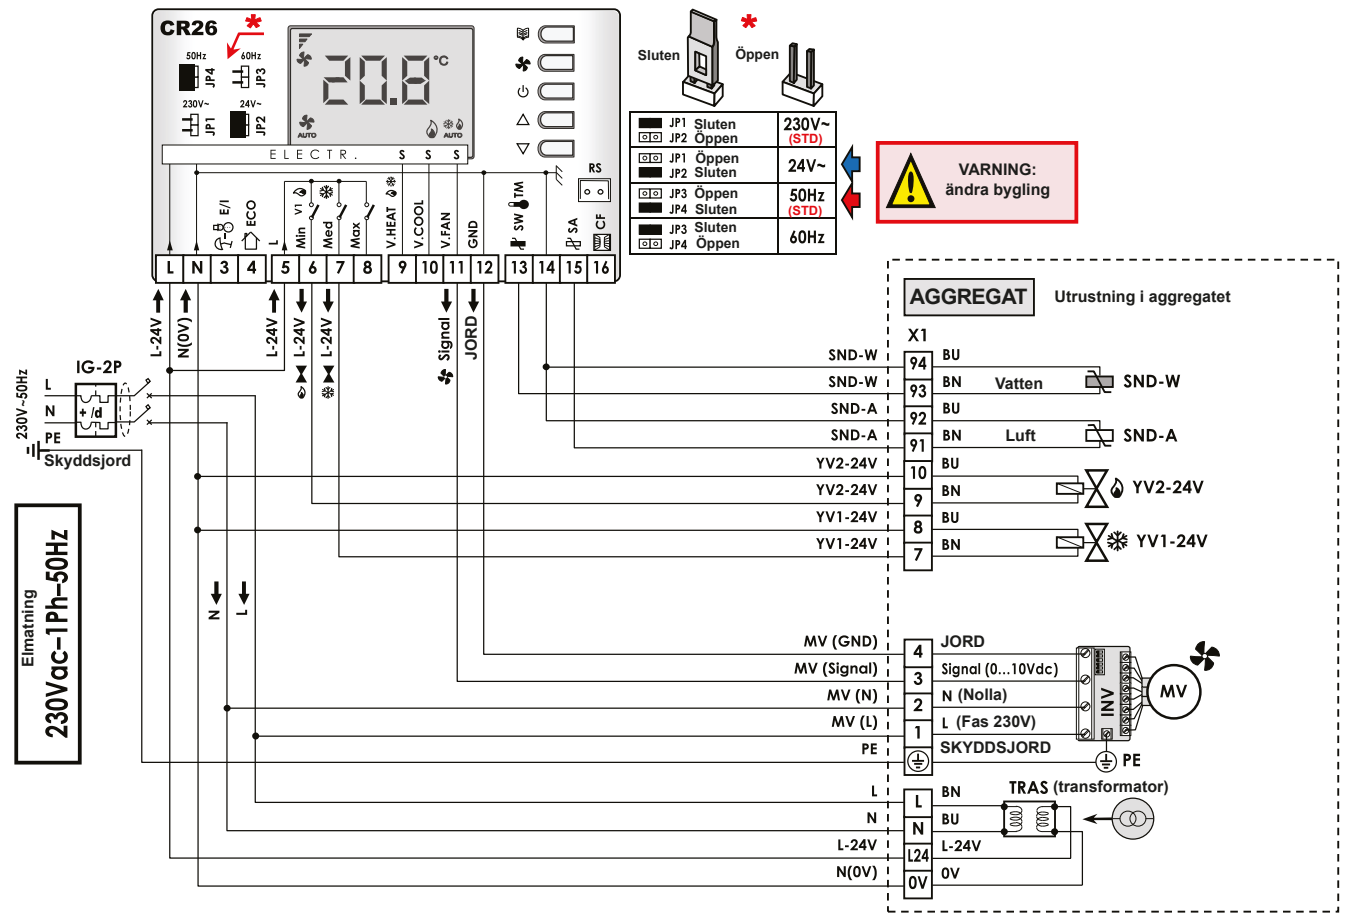 CR26
*
50Hz
JP4
60Hz
JP3
230V~
JP1
24V~
JP2
20.8 °C
AUTO
AUTO
ELECTR. S S S
E/I
ECO
L
Min
V1
Med
Max
V.HEAT
V.COOL
V.FAN
GND
SW
TM
SA
CF
RS
L N 3 4 5 6 7 8 9 10 11 12 13 14 15 16
Sluten
*
Öppen
JP1 Sluten
JP2 Öppen
230V~
(STD)
JP1 Öppen
JP2 Sluten
24V~
JP3 Öppen
JP4 Sluten
50Hz
(STD)
JP3 Sluten
JP4 Öppen
60Hz
VARNING:
ändra bygling
L-24V
N(0V)
L-24V
L-24V
L-24V
Signal
JORD
230V~50Hz
IG-2P
L
N
PE
+ /d
Skyddsjord
Elmatning
230Vac–1Ph–50Hz
N
L
AGGREGAT
Utrustning i aggregatet
X1
SND-W 94 BU
SND-W 93 BN
Vatten
SND-W
SND-A 92 BU
SND-A 91 BN
Luft
SND-A
YV2-24V 10 BU
YV2-24V 9 BN
YV2-24V
YV1-24V 8 BU
YV1-24V 7 BN
YV1-24V
MV (GND) 4 JORD
MV (Signal) 3 Signal (0...10Vdc)
MV (N) 2 N (Nolla)
MV (L) 1 L (Fas 230V)
PE SKYDDSJORD
INV
MV
PE
TRAS (transformator)
L L BN
N N BU
L-24V L24 L-24V
N(0V) 0V 0V